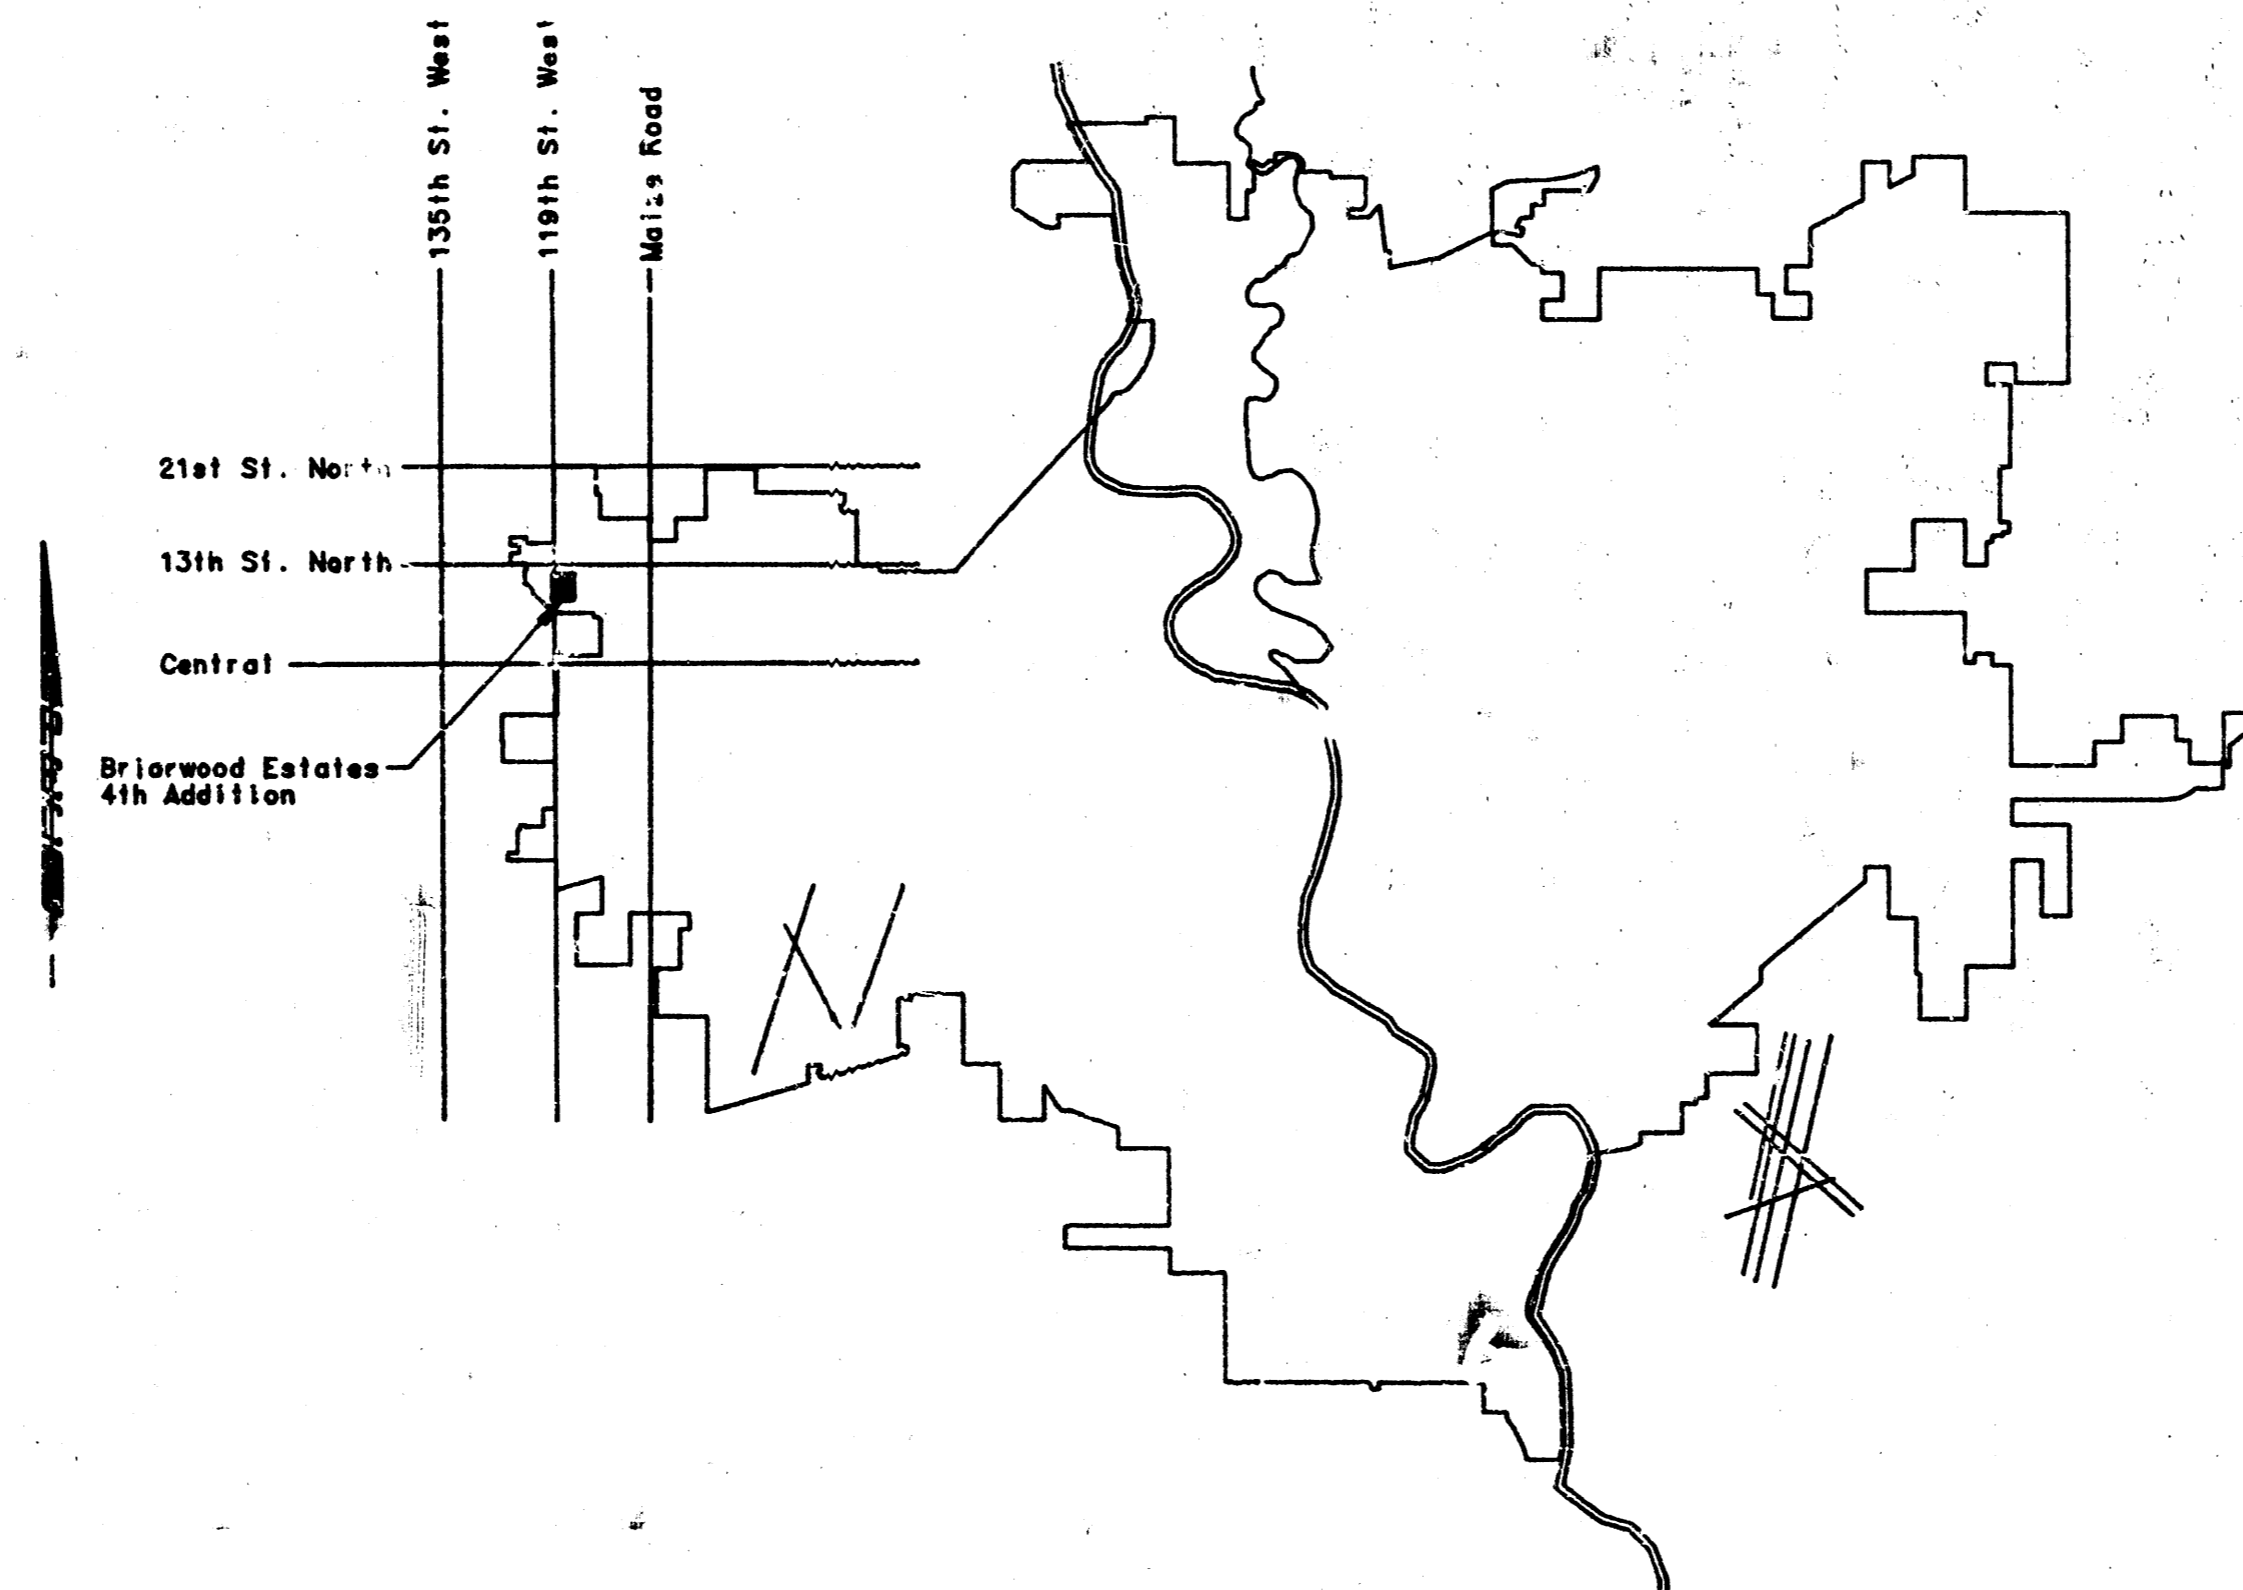 135th St. West
119th St. West
Maize Road
21st St. North
13th St. North
Central
Briarwood Estates
4th Addition